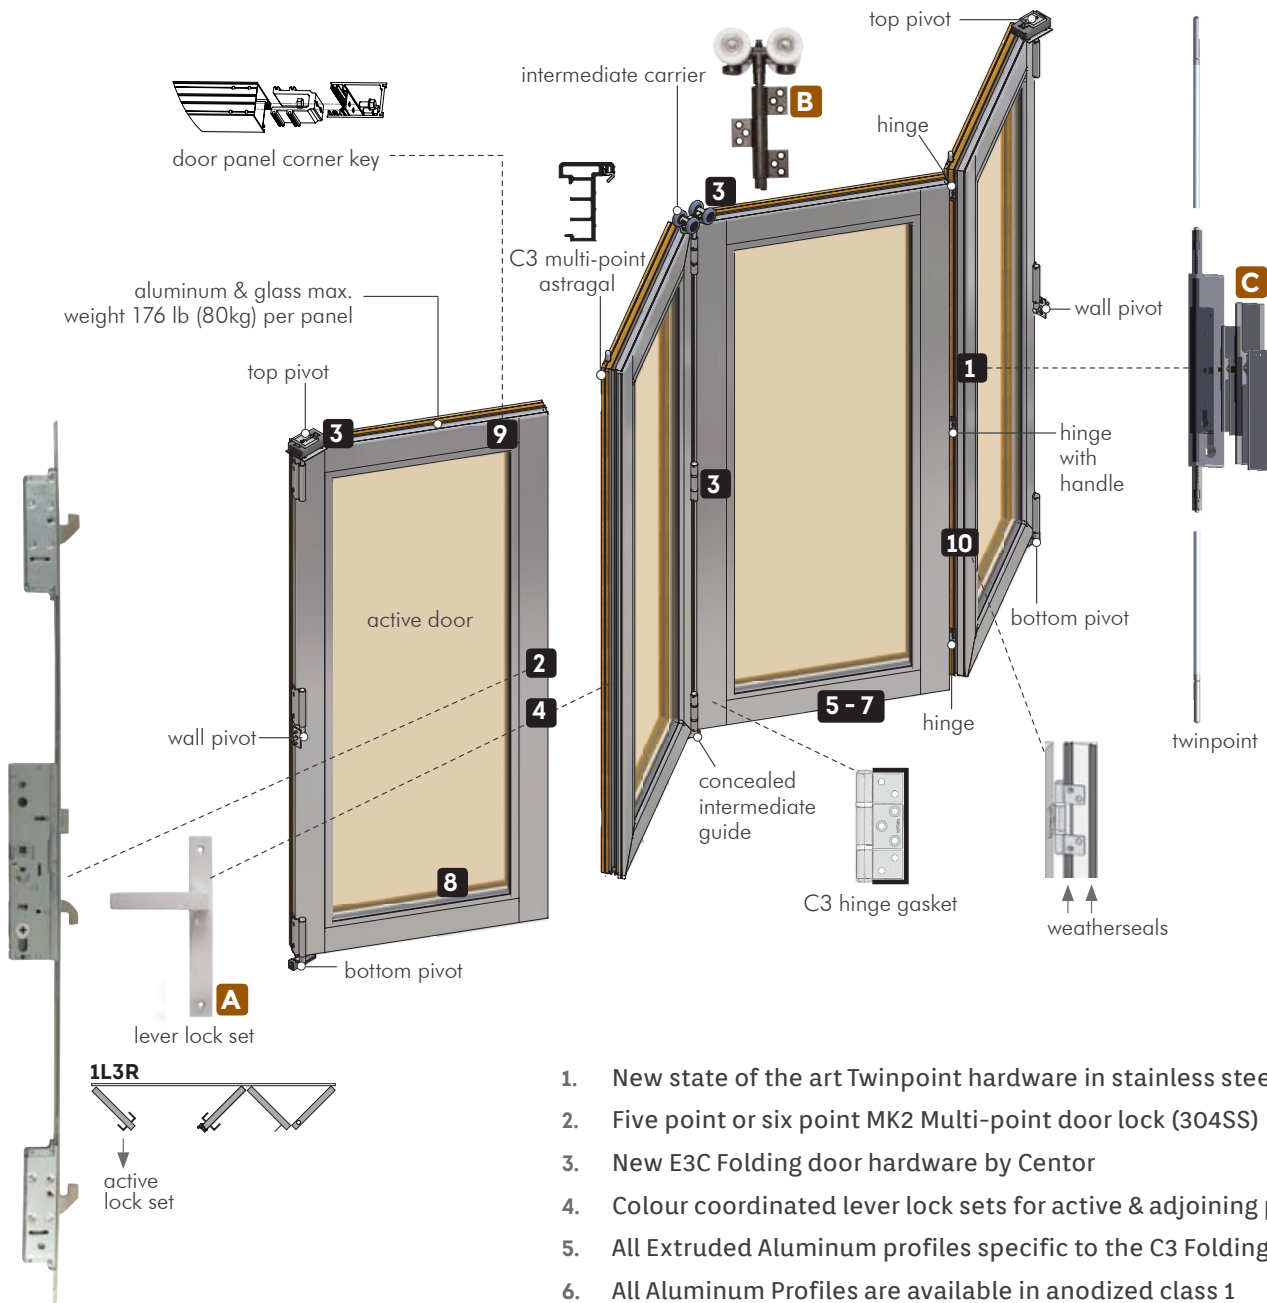 top pivot
intermediate carrier
B
hinge
door panel corner key
3
C3 multi-point
astragal
C
aluminum & glass max.
weight 176 lb (80kg) per panel
wall pivot
top pivot
1
3
9
hinge
with
handle
3
10
active door
bottom pivot
2
4
5 - 7
hinge
wall pivot
twinpoint
concealed
intermediate
guide
8
C3 hinge gasket
weatherseals
bottom pivot
A
lever lock set
1L3R
active
lock set
1. New state of the art Twinpoint hardware in stainless stee
2. Five point or six point MK2 Multi-point door lock (304SS)
3. New E3C Folding door hardware by Centor
4. Colour coordinated lever lock sets for active & adjoining
5. All Extruded Aluminum profiles specific to the C3 Folding
6. All Aluminum Profiles are available in anodized class 1